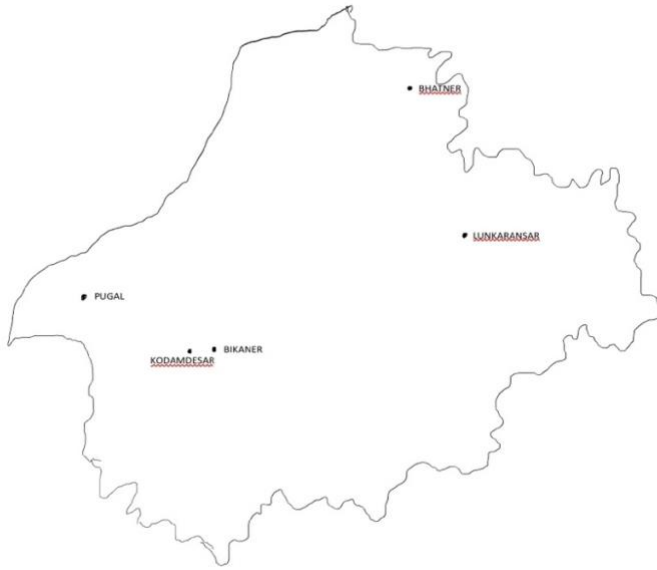 BHATNER
LUNKARANSAR
PUGAL
BIKANER
KODAMDESAR